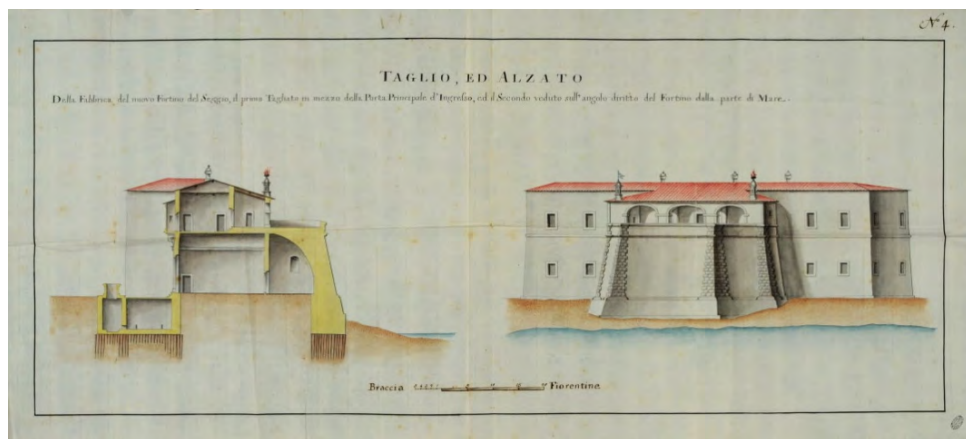 N 4.
TAGLIO, ED ALZATO
Della Fabbrica del nuovo Fortino del Seggio, il primo Tagliato in mezzo della Porta Principale d'Ingresso, ed il Secondo veduto sull'angolo diritto del Fortino dalla parte di Mare.
Braccia Fiorentine